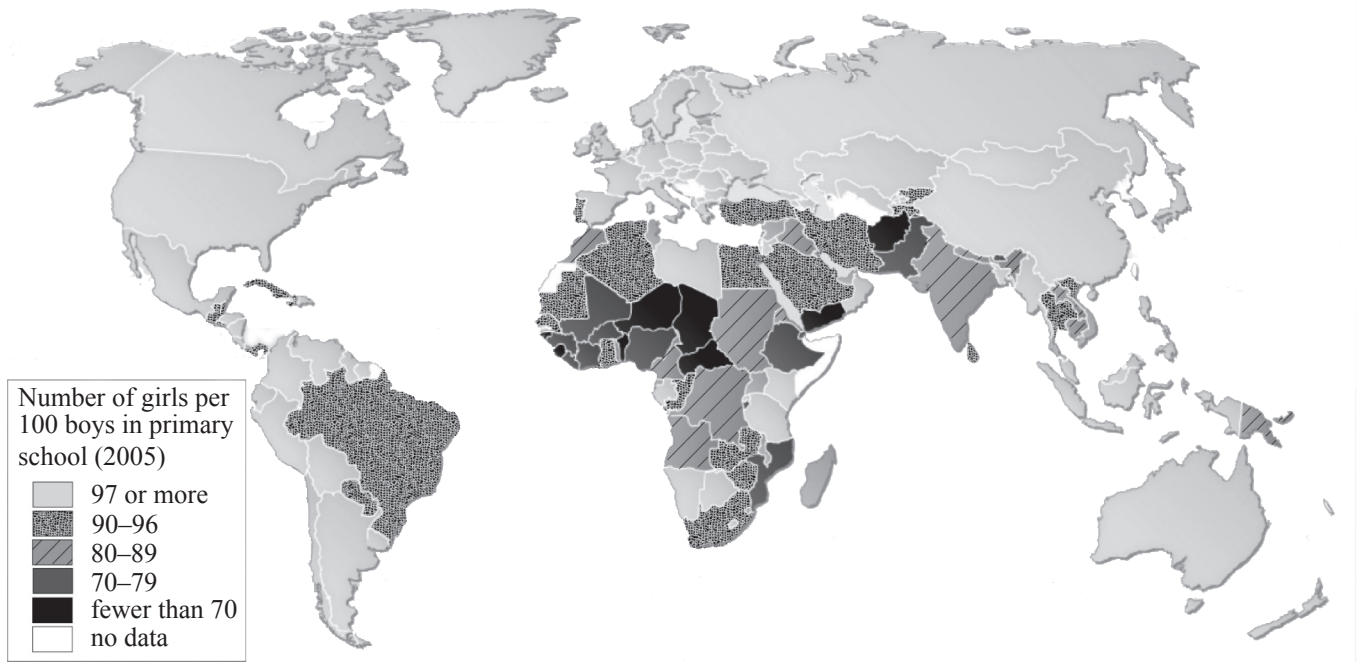 Number of girls per
100 boys in primary
school (2005)
97 or more
90–96
80–89
70–79
fewer than 70
no data